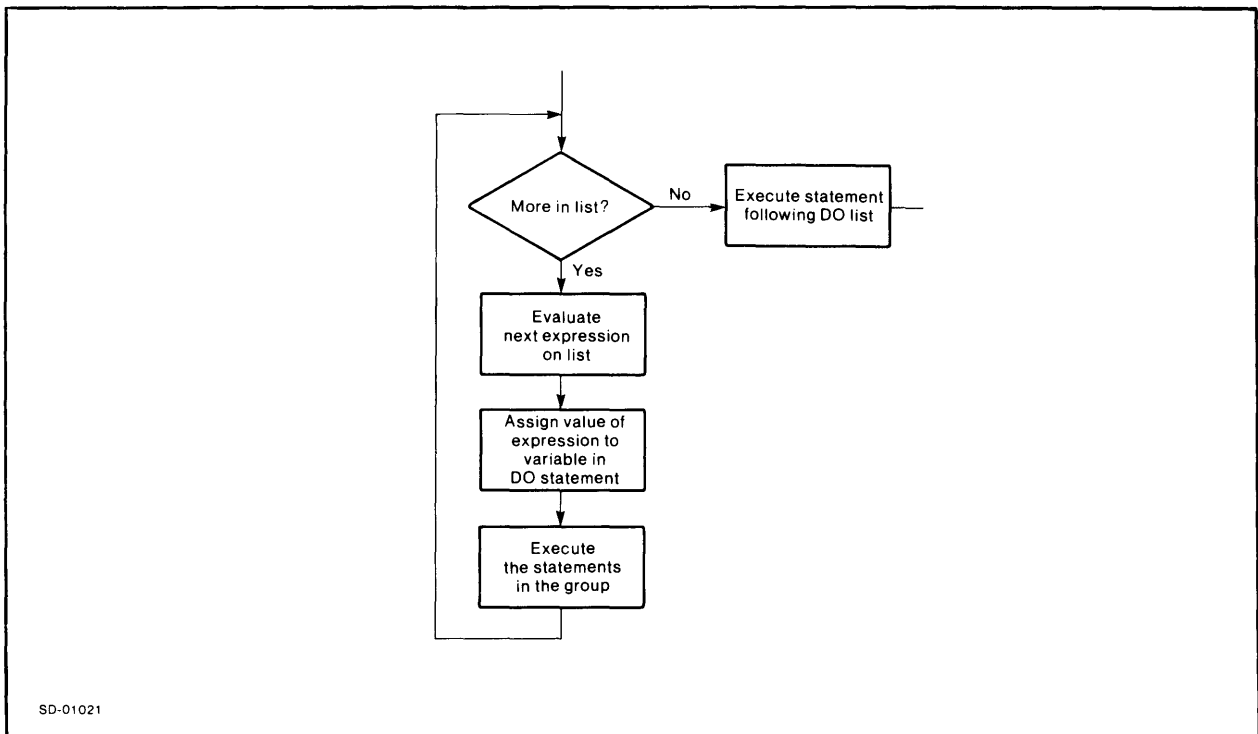 More in list?
No
Execute statement
following DO list
Yes
Evaluate
next expression
on list
Assign value of
expression to
variable in
DO statement
Execute
the statements
in the group
SD-01021